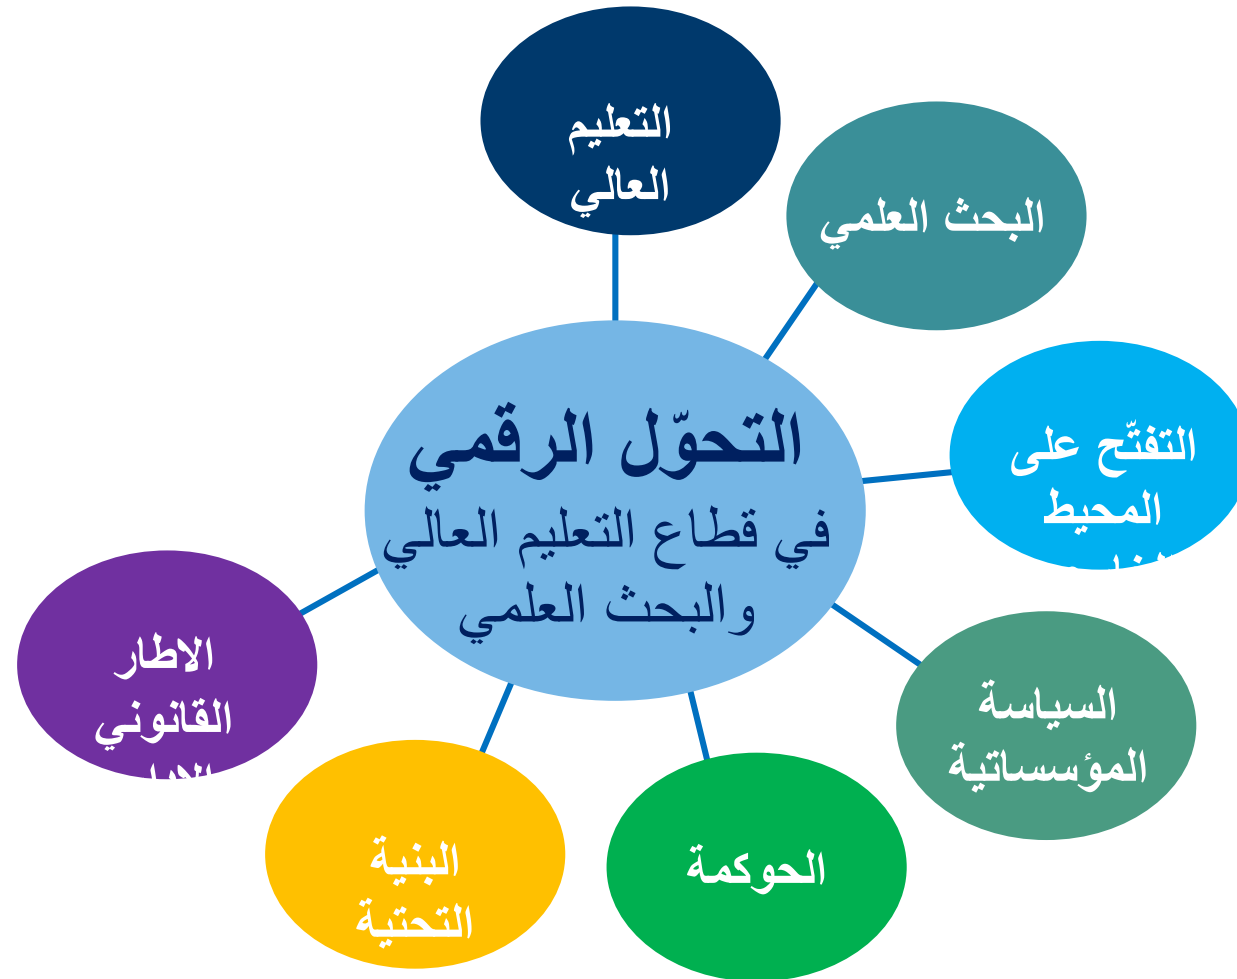 التعليم
العالي
البحث العلمي
التفتّح على
المحيط
السياسة
المؤسساتية
الحوكمة
البنية
التحتية
الاطار
القانوني
التحوّل الرقمي
في قطاع التعليم العالي
والبحث العلمي